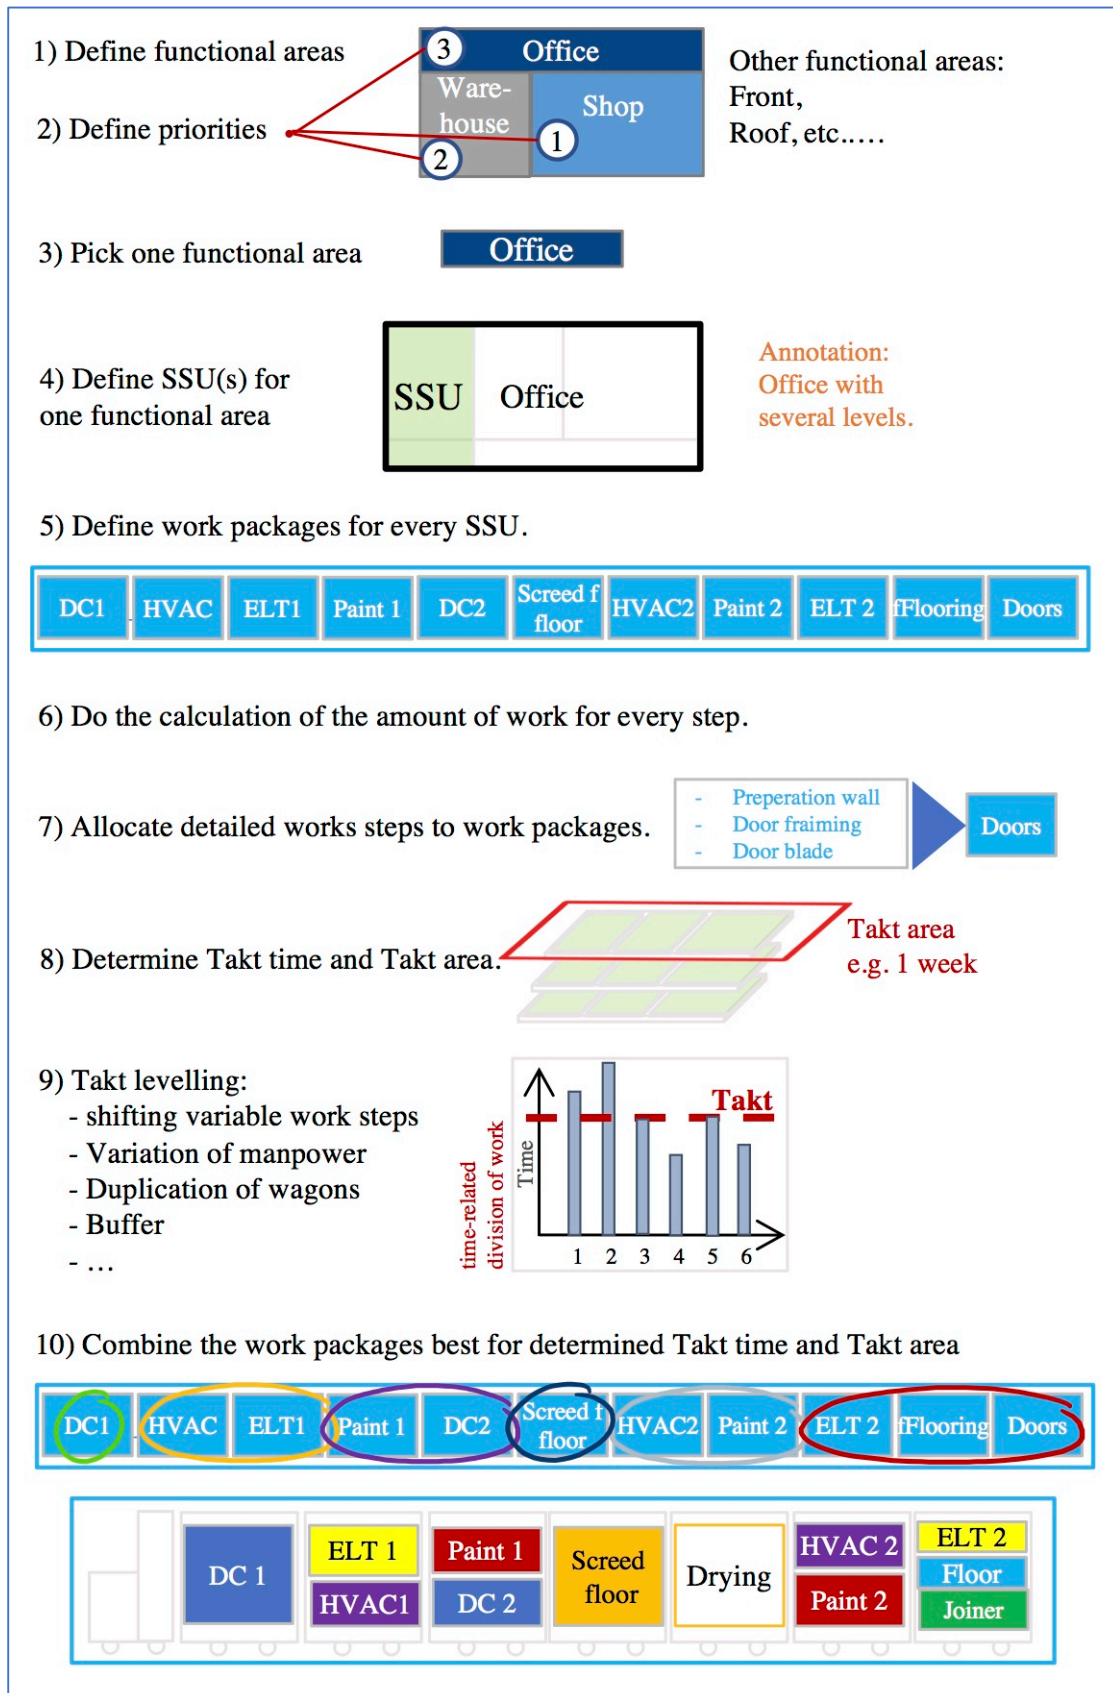 1) Define functional areas
2) Define priorities
3
Office
Ware-
house
Shop
1
2
Other functional areas:
Front,
Roof, etc.....
3) Pick one functional area
Office
4) Define SSU(s) for
one functional area
SSU
Office
Annotation:
Office with
several levels.
5) Define work packages for every SSU.
DC1
HVAC
ELT1
Paint 1
DC2
Screed f
floor
HVAC2
Paint 2
ELT 2
fFlooring
Doors
6) Do the calculation of the amount of work for every step.
7) Allocate detailed works steps to work packages.
- Preperation wall
- Door fraiming
- Door blade
Doors
8) Determine Takt time and Takt area.
Takt area
e.g. 1 week
9) Takt levelling:
- shifting variable work steps
- Variation of manpower
- Duplication of wagons
- Buffer
- ...
time-related
division of work
Time
Takt
1 2 3 4 5 6
10) Combine the work packages best for determined Takt time and Takt area
DC1
HVAC
ELT1
Paint 1
DC2
Screed f
floor
HVAC2
Paint 2
ELT 2
fFlooring
Doors
DC 1
ELT 1
HVAC1
Paint 1
DC 2
Screed
floor
Drying
HVAC 2
Paint 2
ELT 2
Floor
Joiner